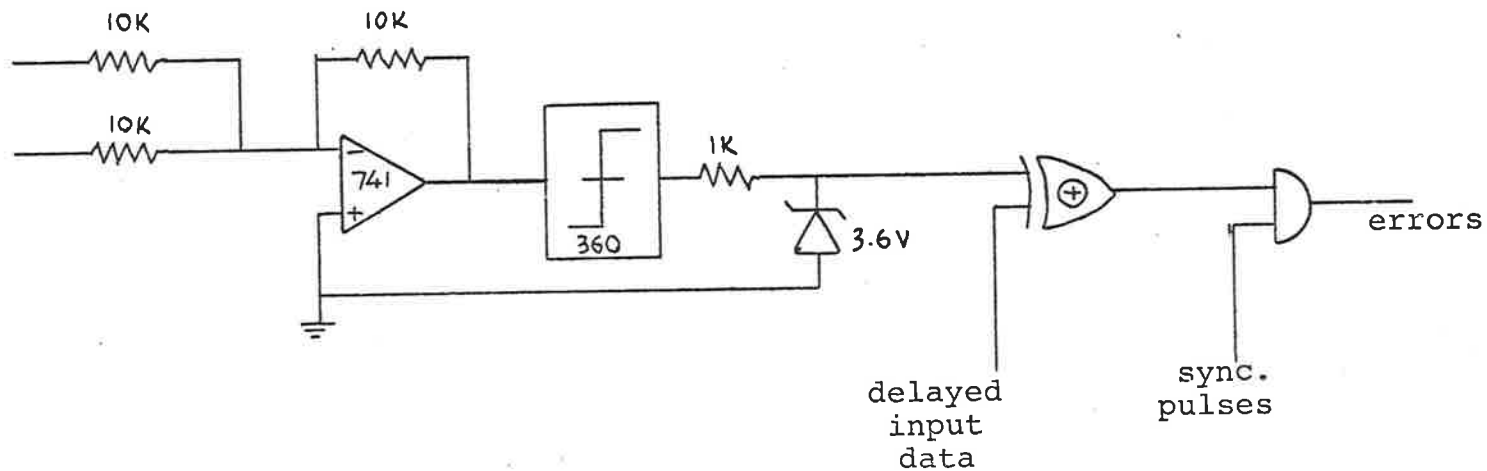 10K
10K
10K
741
360
1K
3.6V
errors
delayed
input
data
sync.
pulses